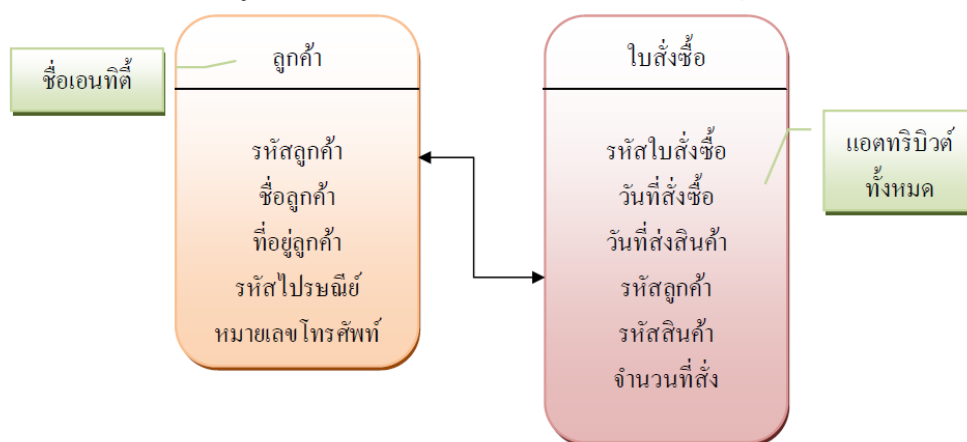 ชื่อเอนทิตี้
ลูกค้า
รหัสลูกค้า
ชื่อลูกค้า
ที่อยู่ลูกค้า
รหัสไปรษณีย์
หมายเลขโทรศัพท์
ใบสั่งซื้อ
รหัสใบสั่งซื้อ
วันที่สั่งซื้อ
วันที่ส่งสินค้า
รหัสลูกค้า
รหัสสินค้า
จำนวนที่สั่ง
แอตทริบิวต์
ทั้งหมด